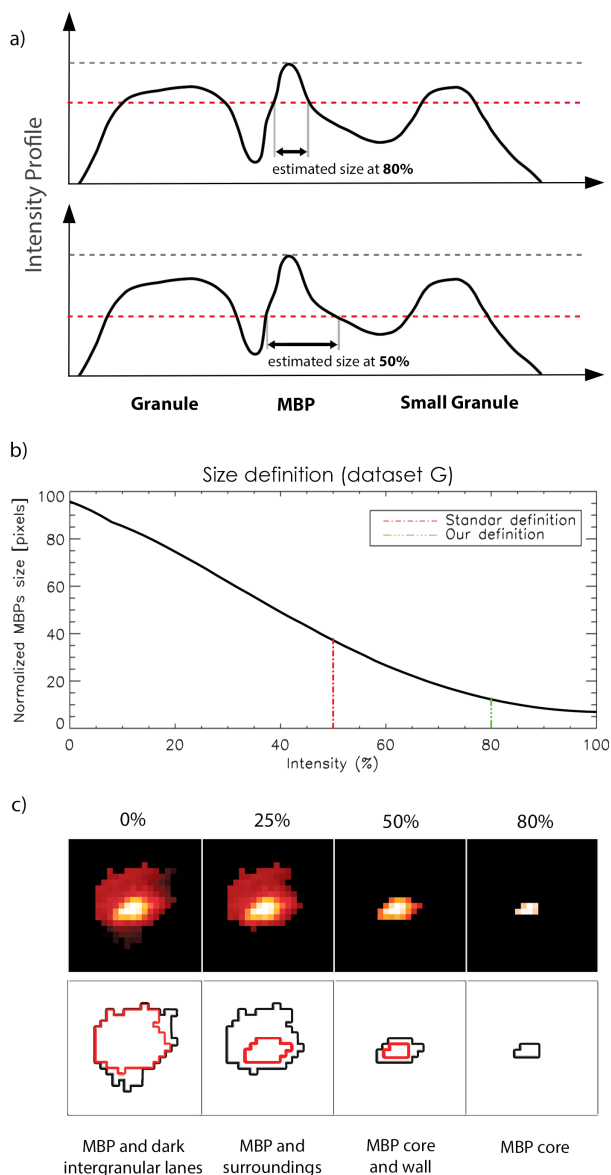 a)
Intensity Profile
estimated size at 80%
estimated size at 50%
Granule MBP Small Granule
b)
Size definition (dataset G)
Normalized MBPs size [pixels]
100
80
60
40
20
0
Standar definition
Our definition
0 20 40 60 80 100
Intensity (%)
c)
0% 25% 50% 80%
MBP and dark intergranular lanes
MBP and surroundings
MBP core and wall
MBP core